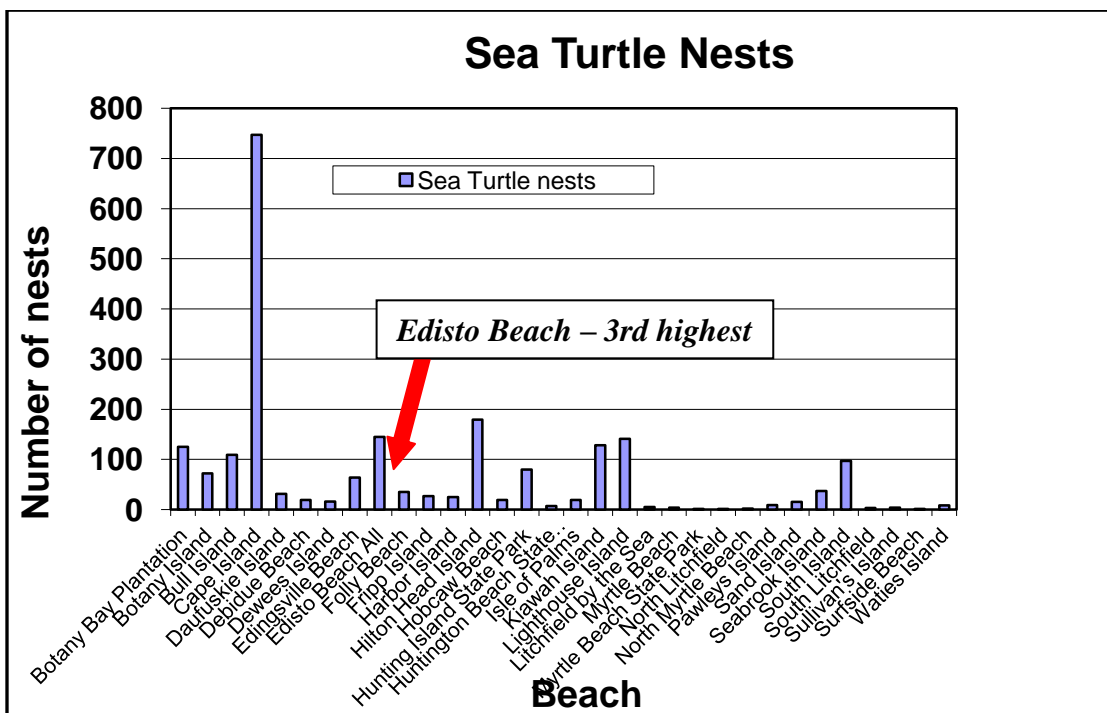 Sea Turtle Nests
800
700
600
500
400
300
200
100
0
Number of nests
Sea Turtle nests
Edisto Beach – 3rd highest
Botany Bay Plantation
Botany Island
Bull Island
Cape Island
Daufuskie Island
Debidue Beach
Dewees Island
Edingsville Beach
Edisto Beach All
Folly Beach
Fripp Island
Harbor Island
Hilton Head Island
Hobcaw Beach
Hunting Island State Park
Huntington Beach State…
Isle of Palms
Kiawah Island
Lighthouse Island
Litchfield by the Sea
Myrtle Beach
Myrtle Beach State Park
North Litchfield
North Myrtle Beach
Pawleys Island
Sand Island
Seabrook Island
South Island
South Litchfield
Sullivan's Island
Surfside Beach
Waties Island
Beach